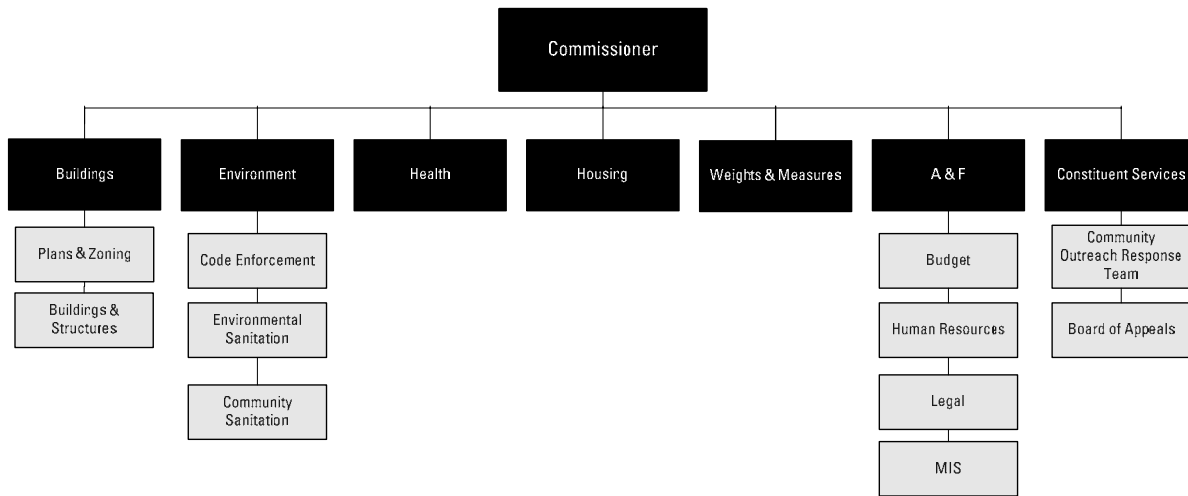 Commissioner
Buildings
Environment
Health
Housing
Weights & Measures
A & F
Constituent Services
Plans & Zoning
Buildings &
Structures
Code Enforcement
Environmental
Sanitation
Community
Sanitation
Budget
Human Resources
Legal
MIS
Community
Outreach Response
Team
Board of Appeals